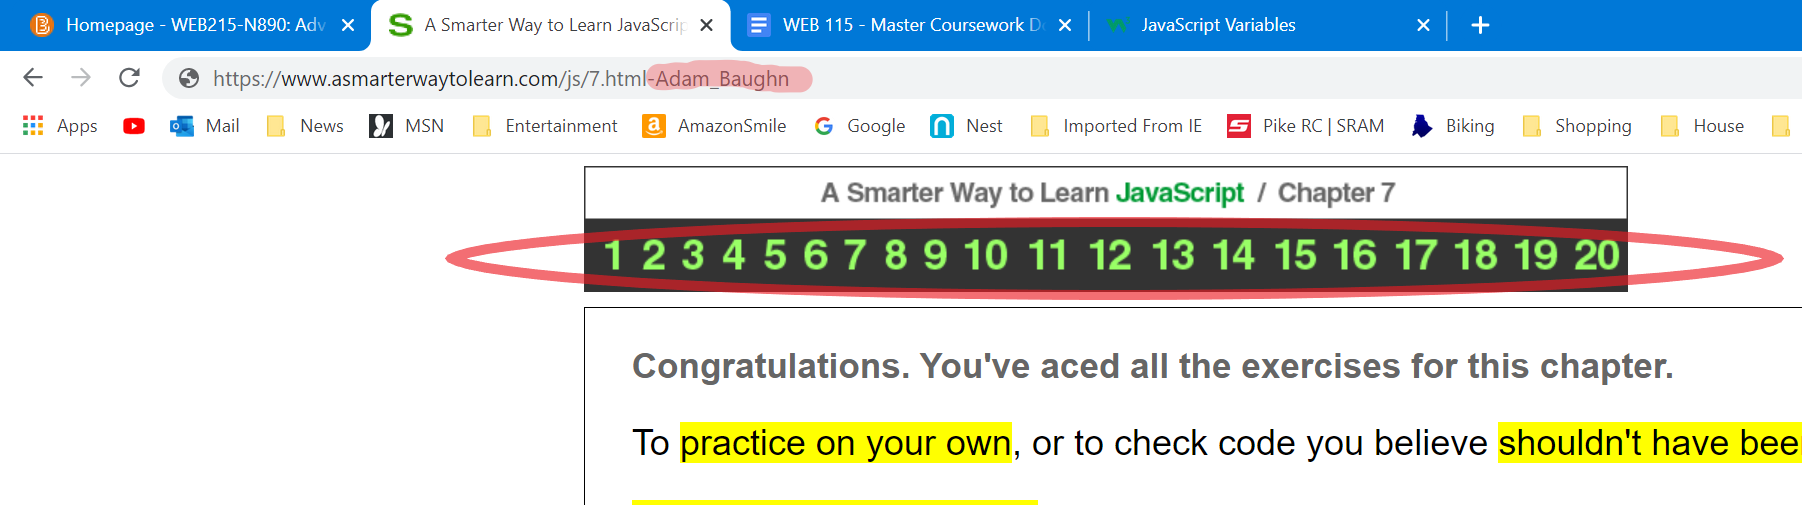 Homepage - WEB215-N890: Adv
A Smarter Way to Learn JavaScrip
WEB 115 - Master Coursework Do
JavaScript Variables
https://www.asmarterwaytolearn.com/js/7.html-Adam_Baughn
Apps Mail News MSN Entertainment AmazonSmile Google Nest Imported From IE Pike RC | SRAM Biking Shopping House
A Smarter Way to Learn JavaScript / Chapter 7
1 2 3 4 5 6 7 8 9 10 11 12 13 14 15 16 17 18 19 20
Congratulations. You've aced all the exercises for this chapter.
To practice on your own, or to check code you believe shouldn't have been